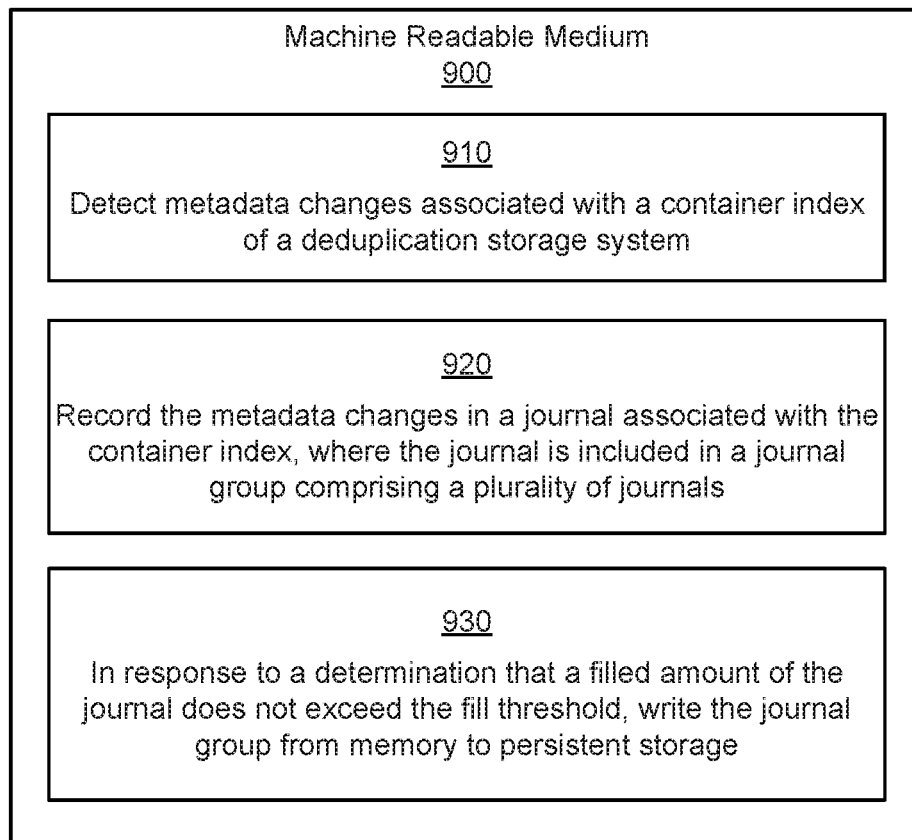 Machine Readable Medium
900
910
Detect metadata changes associated with a container index
of a deduplication storage system
920
Record the metadata changes in a journal associated with the
container index, where the journal is included in a journal
group comprising a plurality of journals
930
In response to a determination that a filled amount of the
journal does not exceed the fill threshold, write the journal
group from memory to persistent storage